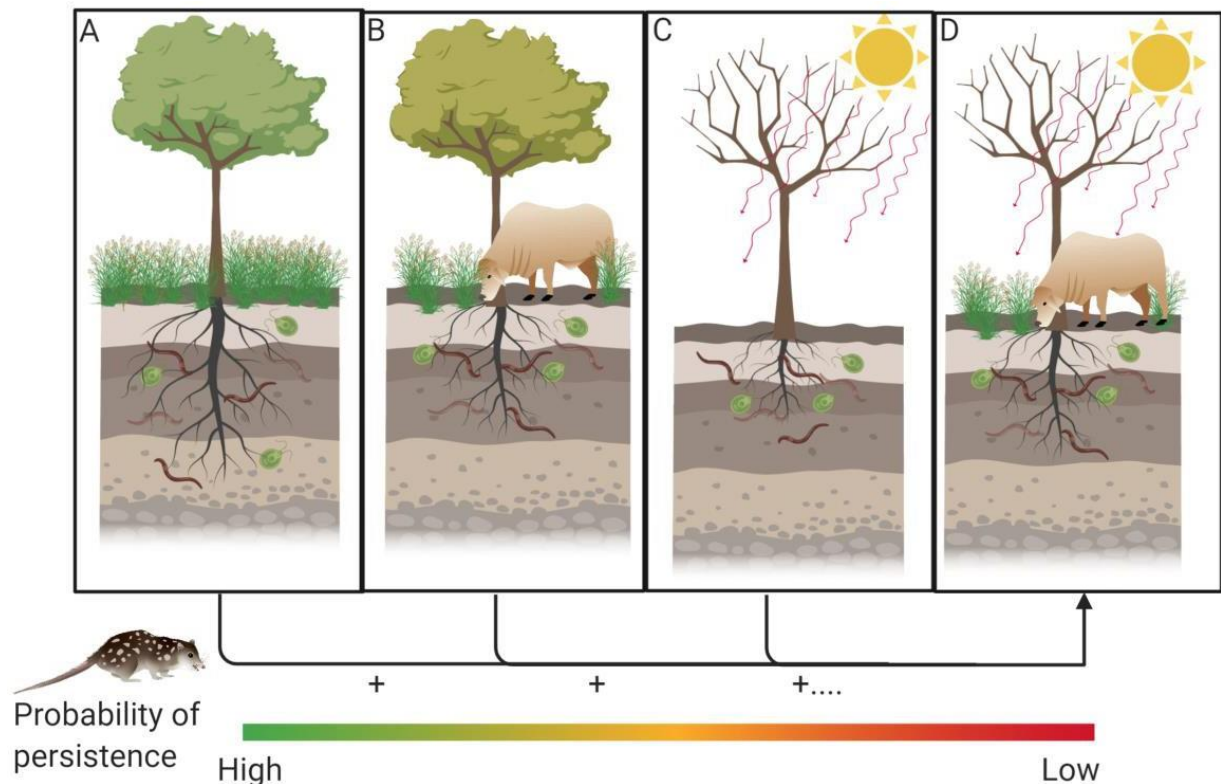 A
B
C
D
+
+
+....
Probability of
persistence
High
Low